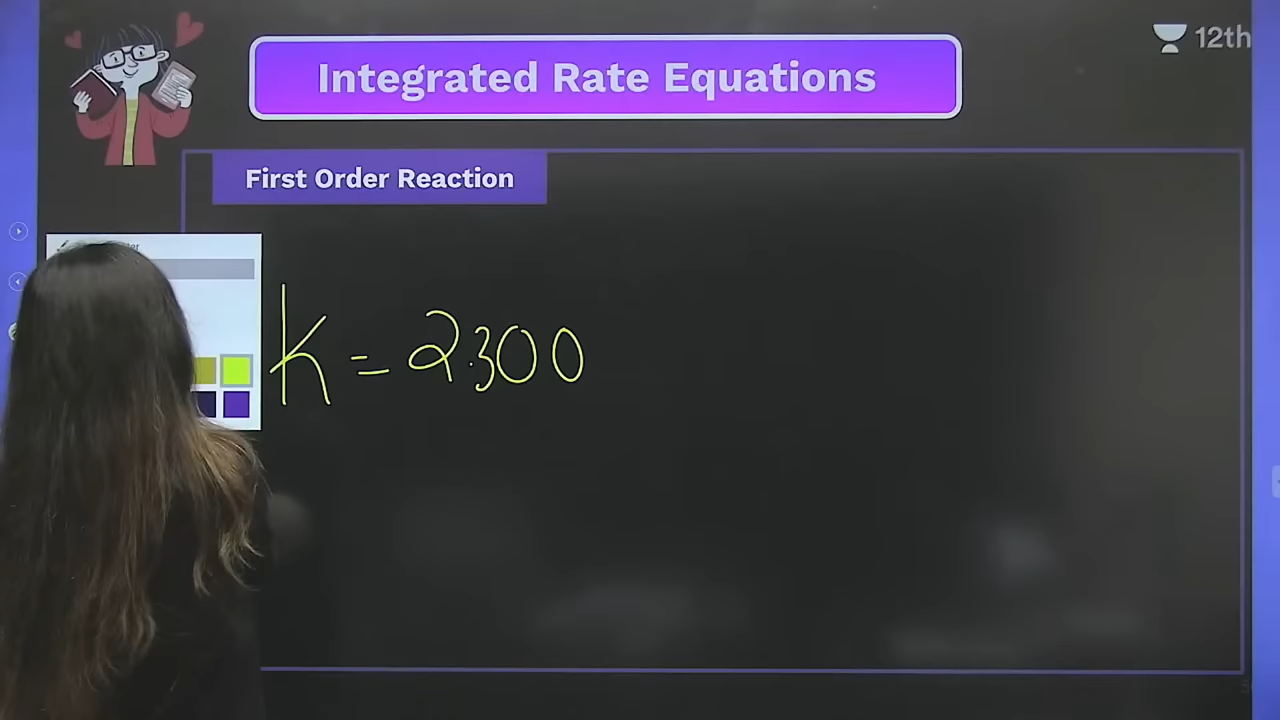 12th
Integrated Rate Equations
First Order Reaction
K = 2.300